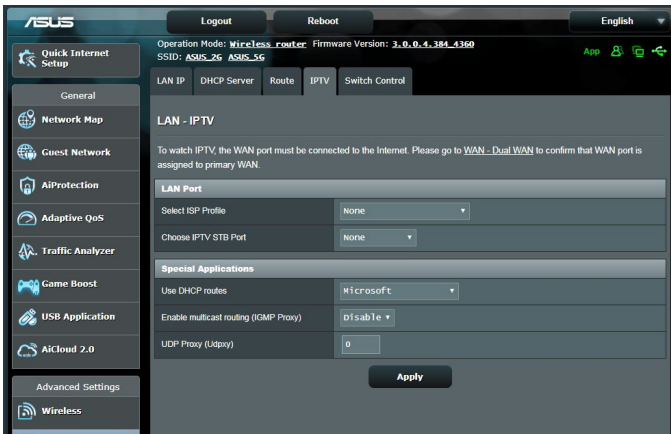 ASUS
Logout
Reboot
English
Quick Internet
Setup
General
Network Map
Guest Network
AiProtection
Adaptive QoS
Traffic Analyzer
Game Boost
USB Application
AiCloud 2.0
Advanced Settings
Wireless
Operation Mode: Wireless router Firmware Version: 3.0.0.4.384_4360
SSID: ASUS_2G ASUS_5G
App
LAN IP
DHCP Server
Route
IPTV
Switch Control
LAN - IPTV
To watch IPTV, the WAN port must be connected to the Internet. Please go to WAN - Dual WAN to confirm that WAN port is
assigned to primary WAN.
LAN Port
Select ISP Profile
None
Choose IPTV STB Port
None
Special Applications
Use DHCP routes
Microsoft
Enable multicast routing (IGMP Proxy)
Disable
UDP Proxy (Udpxy)
0
Apply